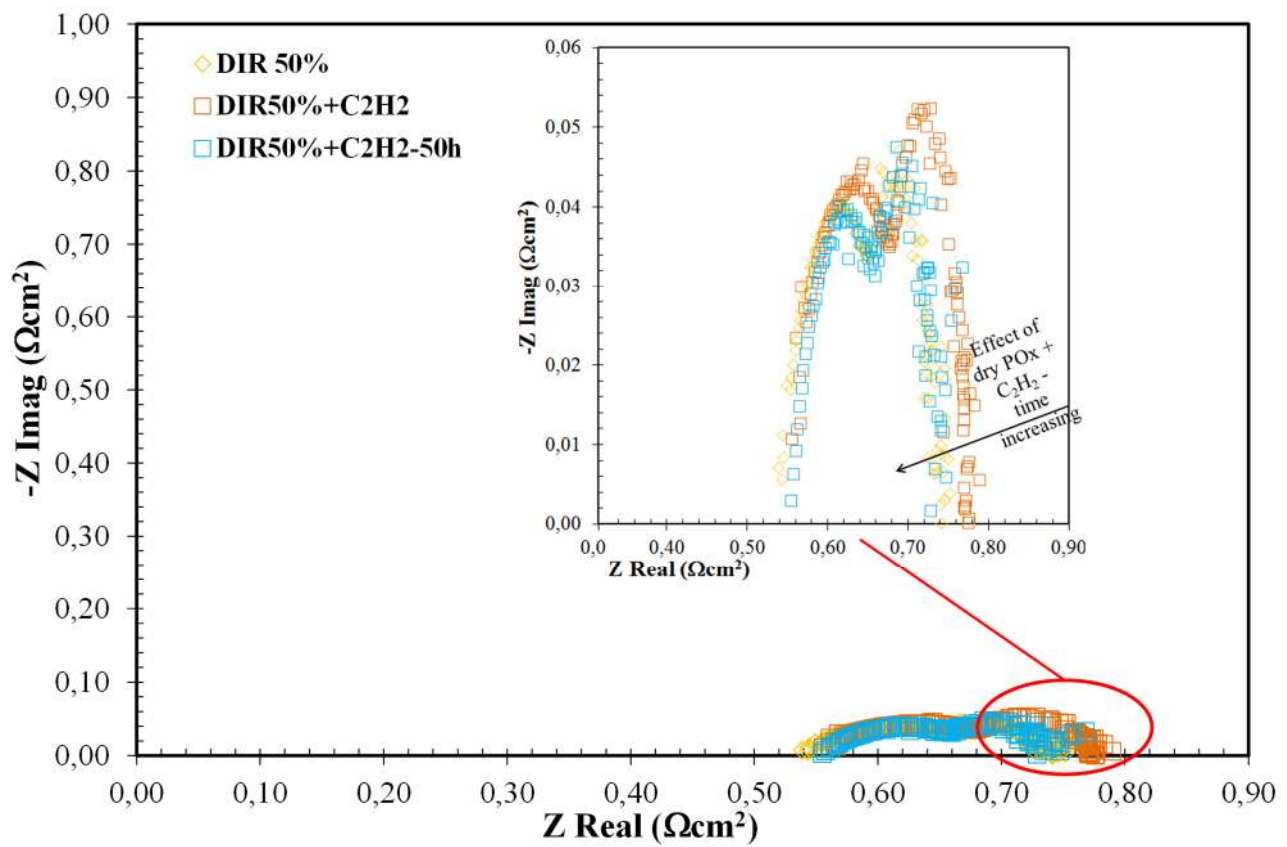 1,00
0,90
0,80
0,70
0,60
0,50
0,40
0,30
0,20
0,10
0,00
-Z Imag (Ωcm²)
0,00
0,10
0,20
0,30
0,40
0,50
0,60
0,70
0,80
0,90
Z Real (Ωcm²)
DIR 50%
DIR50%+C2H2
DIR50%+C2H2-50h
0,06
0,05
0,04
0,03
0,02
0,01
0,00
-Z Imag (Ωcm²)
0,0
0,40
0,50
0,60
0,70
0,80
0,90
Z Real (Ωcm²)
Effect of
dry POx +
C₂H₂ -
time
increasing